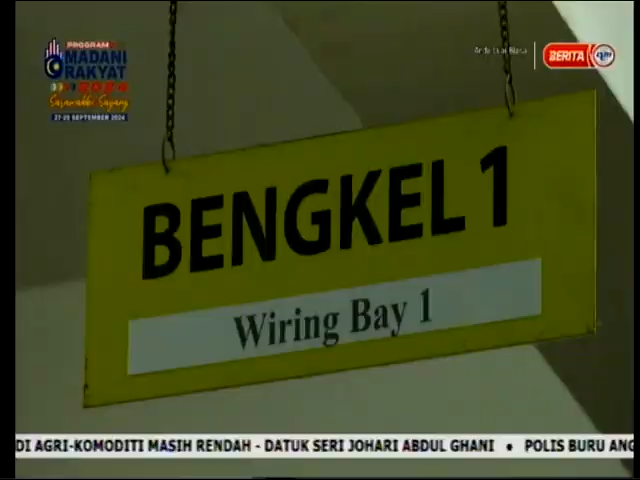 PROGRAM
MADANI
RAKYAT
2024
27-29 SEPTEMBER 2024
BERITA
BENGKEL 1
Wiring Bay 1
DI AGRI-KOMODITI MASIH RENDAH - DATUK SERI JOHARI ABDUL GHANI • POLIS BURU ANG